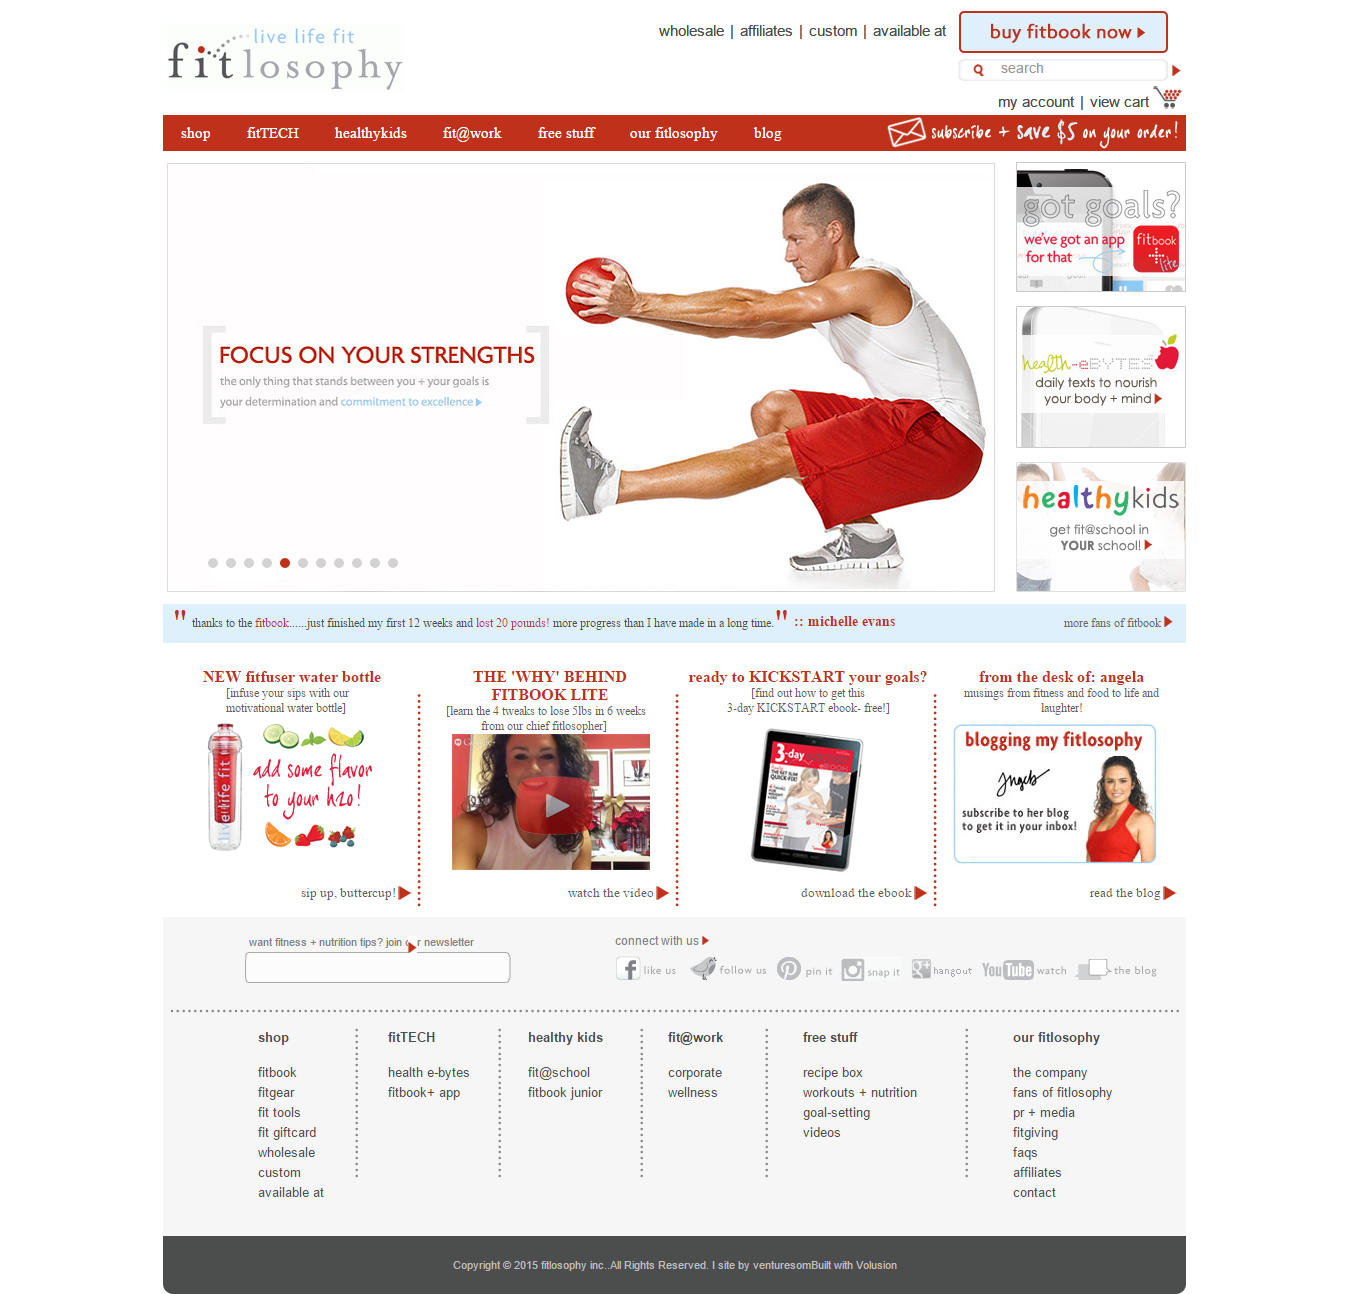 live life fit
fitlosophy
wholesale | affiliates | custom | available at
buy fitbook now
search
my account | view cart
shop fitTECH healthykids fit@work free stuff our fitlosophy blog
subscribe + save $5 on your order!
FOCUS ON YOUR STRENGTHS
the only thing that stands between you + your goals is
your determination and commitment to excellence
got goals?
we've got an app
for that
fitbook
lite
health-eBYTES
daily texts to nourish
your body + mind
healthykids
get fit@school in
YOUR school!
" thanks to the fitbook......just finished my first 12 weeks and lost 20 pounds! more progress than I have made in a long time." :: michelle evans
more fans of fitbook
NEW fitfuser water bottle
[infuse your sips with our
motivational water bottle]
live life fit
add some flavor
to your h2o!
sip up, buttercup!
THE 'WHY' BEHIND
FITBOOK LITE
[learn the 4 tweaks to lose 5lbs in 6 weeks
from our chief fitlosopher]
watch the video
ready to KICKSTART your goals?
[find out how to get this
3-day KICKSTART ebook- free!]
3-day
download the ebook
from the desk of: angela
musings from fitness and food to life and
laughter!
blogging my fitlosophy
subscribe to her blog
to get it in your inbox!
read the blog
want fitness + nutrition tips? join newsletter
connect with us
like us follow us pin it snap it hangout YouTube watch the blog
shop
fitbook
fitgear
fit tools
fit giftcard
wholesale
custom
available at
fitTECH
health e-bytes
fitbook+ app
healthy kids
fit@school
fitbook junior
fit@work
corporate
wellness
free stuff
recipe box
workouts + nutrition
goal-setting
videos
our fitlosophy
the company
fans of fitlosophy
pr + media
fitgiving
faqs
affiliates
contact
Copyright © 2015 fitlosophy inc..All Rights Reserved. I site by venturesomBuilt with Volusion